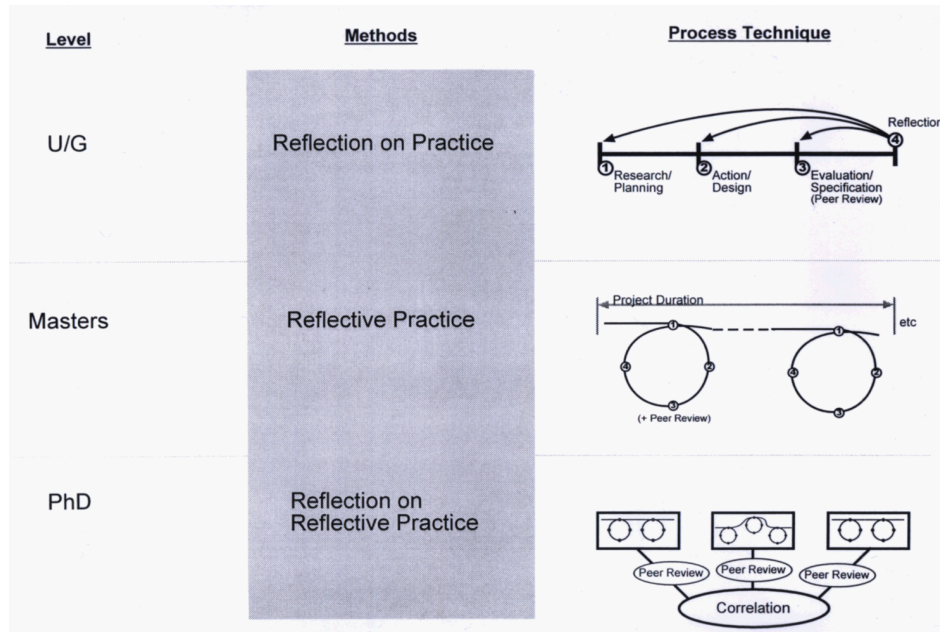 Level
Methods
Process Technique
U/G
Reflection on Practice
Reflection
4
1
Research/
Planning
2
Action/
Design
3
Evaluation/
Specification
(Peer Review)
Masters
Reflective Practice
Project Duration
etc
1
4
2
3
(+ Peer Review)
1
4
2
3
PhD
Reflection on
Reflective Practice
Peer Review
Peer Review
Peer Review
Correlation